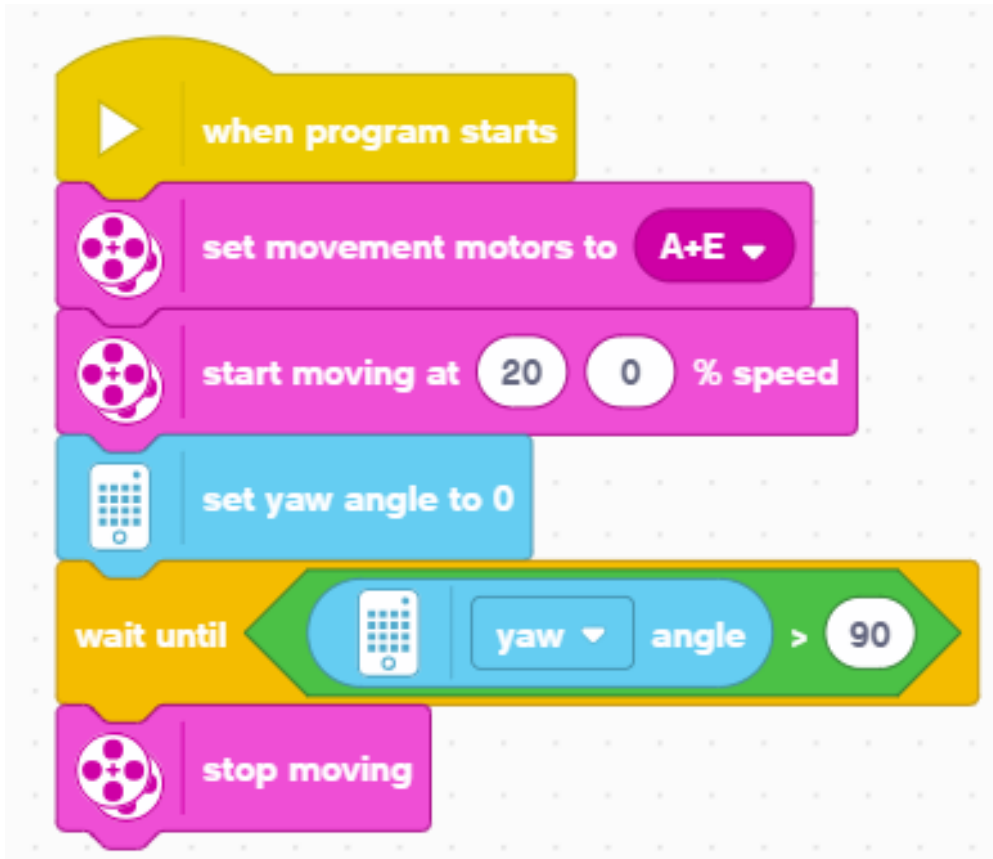 when program starts
set movement motors to A+E
start moving at 20 0 % speed
set yaw angle to 0
wait until yaw angle > 90
stop moving